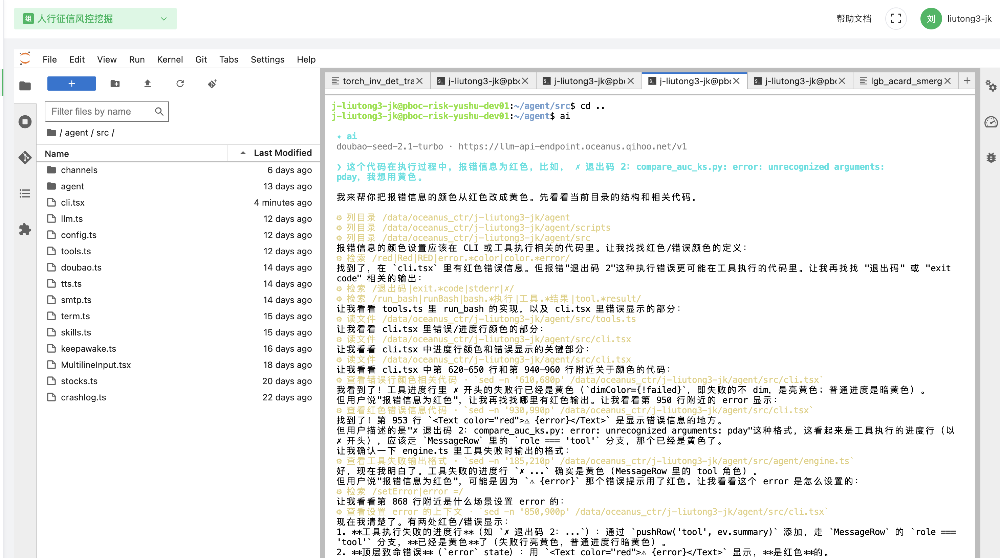 组 人行征信风控挖掘
帮助文档
刘 liutong3-jk
File Edit View Run Kernel Git Tabs Settings Help
+
torch_inv_det_tra
j-liutong3-jk@pbc
j-liutong3-jk@pbc
j-liutong3-jk@pbc
j-liutong3-jk@pbc
lgb_acard_smerg
+
Filter files by name
/ agent / src /
Name Last Modified
channels 6 days ago
agent 13 days ago
cli.tsx 4 minutes ago
llm.ts 12 days ago
config.ts 12 days ago
tools.ts 12 days ago
doubao.ts 14 days ago
tts.ts 14 days ago
smtp.ts 14 days ago
term.ts 15 days ago
skills.ts 15 days ago
keepawake.ts 16 days ago
MultilineInput.tsx 18 days ago
stocks.ts 20 days ago
crashlog.ts 22 days ago
j-liutong3-jk@pboc-risk-yushu-dev01:~/agent/src$ cd ..
j-liutong3-jk@pboc-risk-yushu-dev01:~/agent$ ai
✦ ai
doubao-seed-2.1-turbo · https://llm-api-endpoint.oceanus.qihoo.net/v1
❯ 这个代码在执行过程中，报错信息为红色，比如， ✗ 退出码 2: compare_auc_ks.py: error: unrecognized arguments:
pday，我想用黄色。
我来帮你把报错信息的颜色从红色改成黄色。先看看当前目录的结构和相关代码。
⚙ 列目录 /data/oceanus_ctr/j-liutong3-jk/agent
⚙ 列目录 /data/oceanus_ctr/j-liutong3-jk/agent/scripts
⚙ 列目录 /data/oceanus_ctr/j-liutong3-jk/agent/src
报错信息的颜色设置应该在 CLI 或工具执行相关的代码里。让我找找红色/错误颜色的定义：
⚙ 检索 /red|Red|RED|error.*color|color.*error/
找到了，在 `cli.tsx` 里有红色错误信息。但报错"退出码 2"这种执行错误更可能在工具执行的代码里。让我再找找 "退出码" 或 "exit
code" 相关的输出：
⚙ 检索 /退出码|exit.*code|stderr|✗/
⚙ 检索 /run_bash|runBash|bash.*执行|工具.*结果|tool.*result/
让我看看 tools.ts 里 run_bash 的实现，以及 cli.tsx 里错误显示的部分：
⚙ 读文件 /data/oceanus_ctr/j-liutong3-jk/agent/src/tools.ts
让我看看 cli.tsx 里错误/进度行颜色的部分：
⚙ 读文件 /data/oceanus_ctr/j-liutong3-jk/agent/src/cli.tsx
让我看看 cli.tsx 中进度行颜色和错误显示的关键部分：
⚙ 读文件 /data/oceanus_ctr/j-liutong3-jk/agent/src/cli.tsx
让我看看 cli.tsx 中第 620-650 行和第 940-960 行附近关于颜色的代码：
⚙ 查看错误行颜色相关代码 · `sed -n '610,680p' /data/oceanus_ctr/j-liutong3-jk/agent/src/cli.tsx`
我看到了！工具进度行里 ✗ 开头的失败行已经是黄色（`dimColor={!failed}`，即失败的不 dim，是亮黄色；普通进度是暗黄色）。
但用户说"报错信息为红色"，让我再找找哪里有红色输出。让我看看第 950 行附近的 error 显示：
⚙ 查看红色错误信息代码 · `sed -n '930,990p' /data/oceanus_ctr/j-liutong3-jk/agent/src/cli.tsx`
找到了！第 953 行 `<Text color="red">⚠ {error}</Text>` 是显示错误信息的地方。
但用户描述的是"✗ 退出码 2: compare_auc_ks.py: error: unrecognized arguments: pday"这种格式，这看起来是工具执行的进度行（以
✗ 开头），应该走 `MessageRow` 里的 `role === 'tool'` 分支，那个已经是黄色了。
让我确认一下 engine.ts 里工具失败时输出的格式：
⚙ 查看工具失败输出格式 · `sed -n '185,210p' /data/oceanus_ctr/j-liutong3-jk/agent/src/agent/engine.ts`
好，现在我明白了。工具失败的进度行 `✗ ...` 确实是黄色（MessageRow 里的 tool 角色）。
但用户说"报错信息为红色"，可能是因为 `⚠ {error}` 那个错误提示用了红色。让我看看这个 error 是怎么设置的：
⚙ 检索 /setError|error =/
让我看看第 868 行附近是什么场景设置 error 的：
⚙ 查看设置 error 的上下文 · `sed -n '850,900p' /data/oceanus_ctr/j-liutong3-jk/agent/src/cli.tsx`
现在我清楚了。有两处红色/错误显示：
1. **工具执行失败的进度行**（如 `✗ 退出码 2: ...`）：通过 `pushRow('tool', ev.summary)` 添加，走 `MessageRow` 的 `role ===
'tool'` 分支，**已经是黄色**了（失败行亮黄色，普通进度行暗黄色）。
2. **顶层致命错误**（`error` state）：用 `<Text color="red">⚠ {error}</Text>` 显示，**是红色**的。